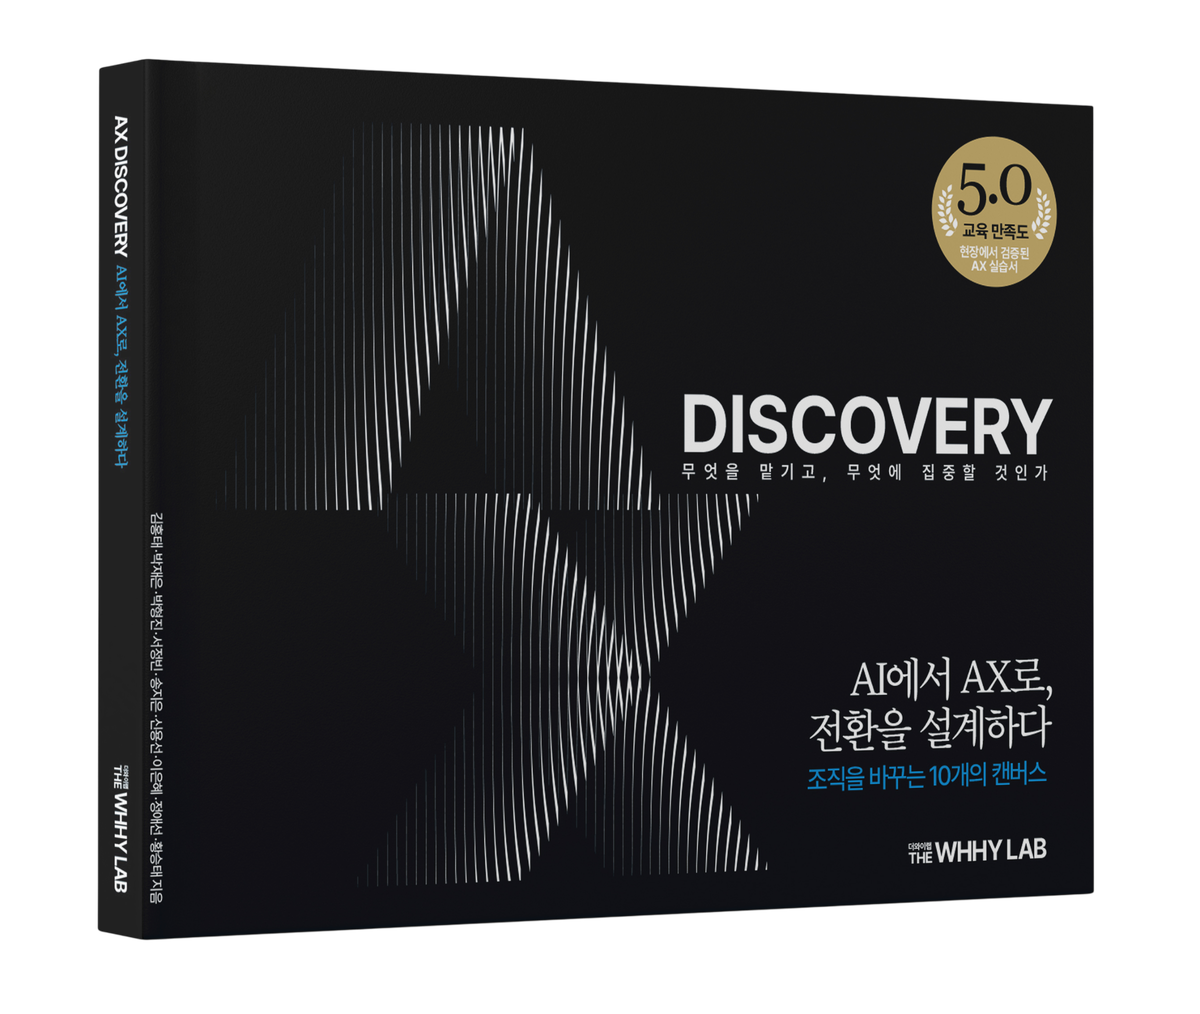 AX DISCOVERY AI에서 AX로, 전환을 설계하다
더와이랩
THE WHHY LAB
김홍태·박재은·박형진·서정빈·송지은·신용선·이은혜·정애선·황승태 지음
5.0
교육 만족도
현장에서 검증된
AX 실습서
DISCOVERY
무엇을 맡기고, 무엇에 집중할 것인가
AI에서 AX로,
전환을 설계하다
조직을 바꾸는 10개의 캔버스
더와이랩
THE WHHY LAB